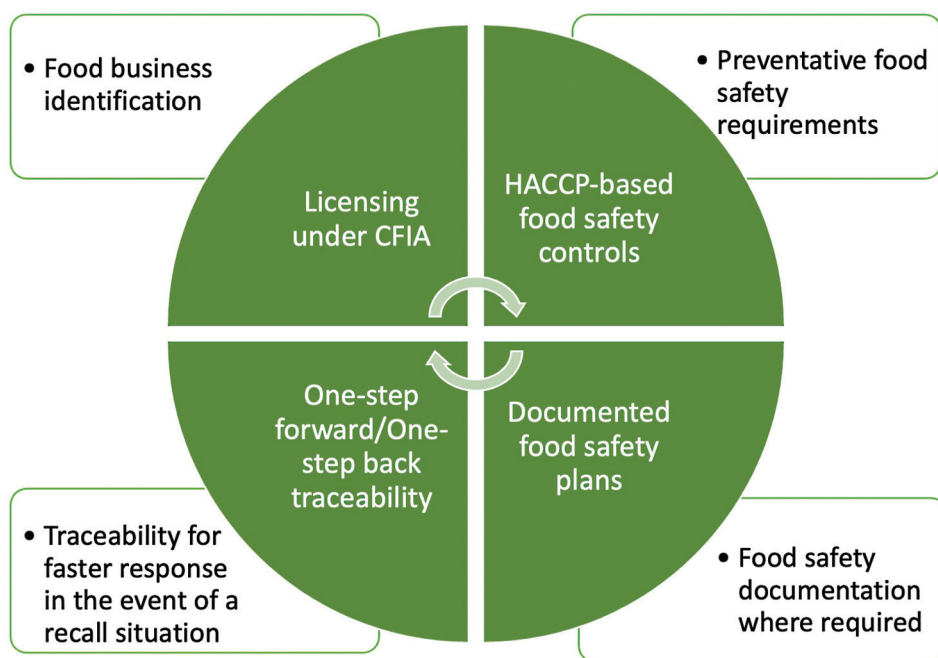 • Food business
identification
Licensing
under CFIA
• Preventative food
safety
requirements
HACCP-based
food safety
controls
One-step
forward/One-
step back
traceability
• Traceability for
faster response
in the event of a
recall situation
Documented
food safety
plans
• Food safety
documentation
where required